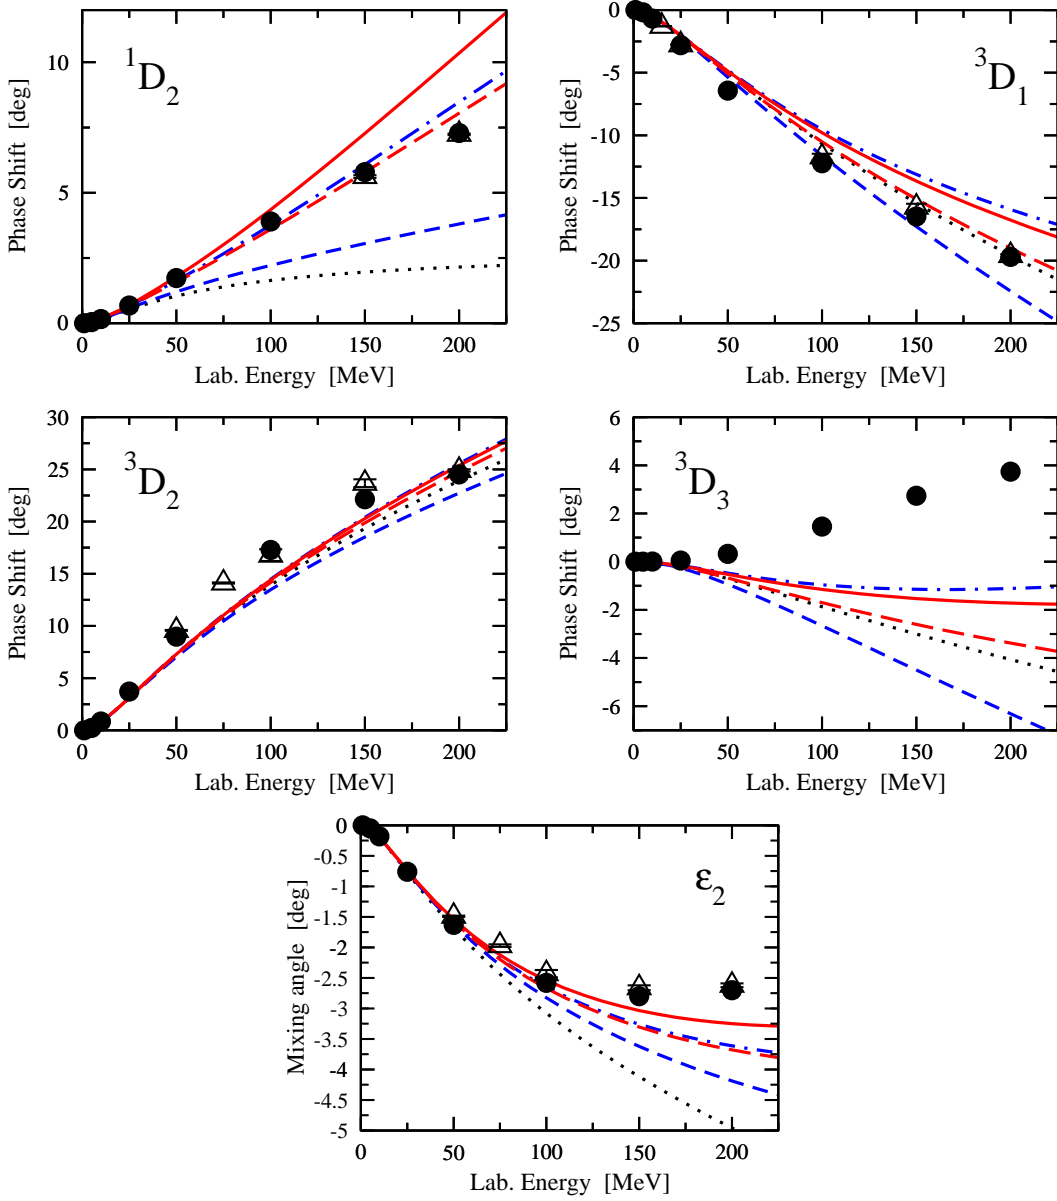 10
5
0
Phase Shift [deg]
¹D₂
0 50 100 150 200
Lab. Energy [MeV]
0
-5
-10
-15
-20
-25
Phase Shift [deg]
³D₁
0 50 100 150 200
Lab. Energy [MeV]
30
25
20
15
10
5
0
Phase Shift [deg]
³D₂
0 50 100 150 200
Lab. Energy [MeV]
6
4
2
0
-2
-4
-6
Phase Shift [deg]
³D₃
0 50 100 150 200
Lab. Energy [MeV]
0
-0.5
-1
-1.5
-2
-2.5
-3
-3.5
-4
-4.5
-5
Mixing angle [deg]
ε₂
0 50 100 150 200
Lab. Energy [MeV]